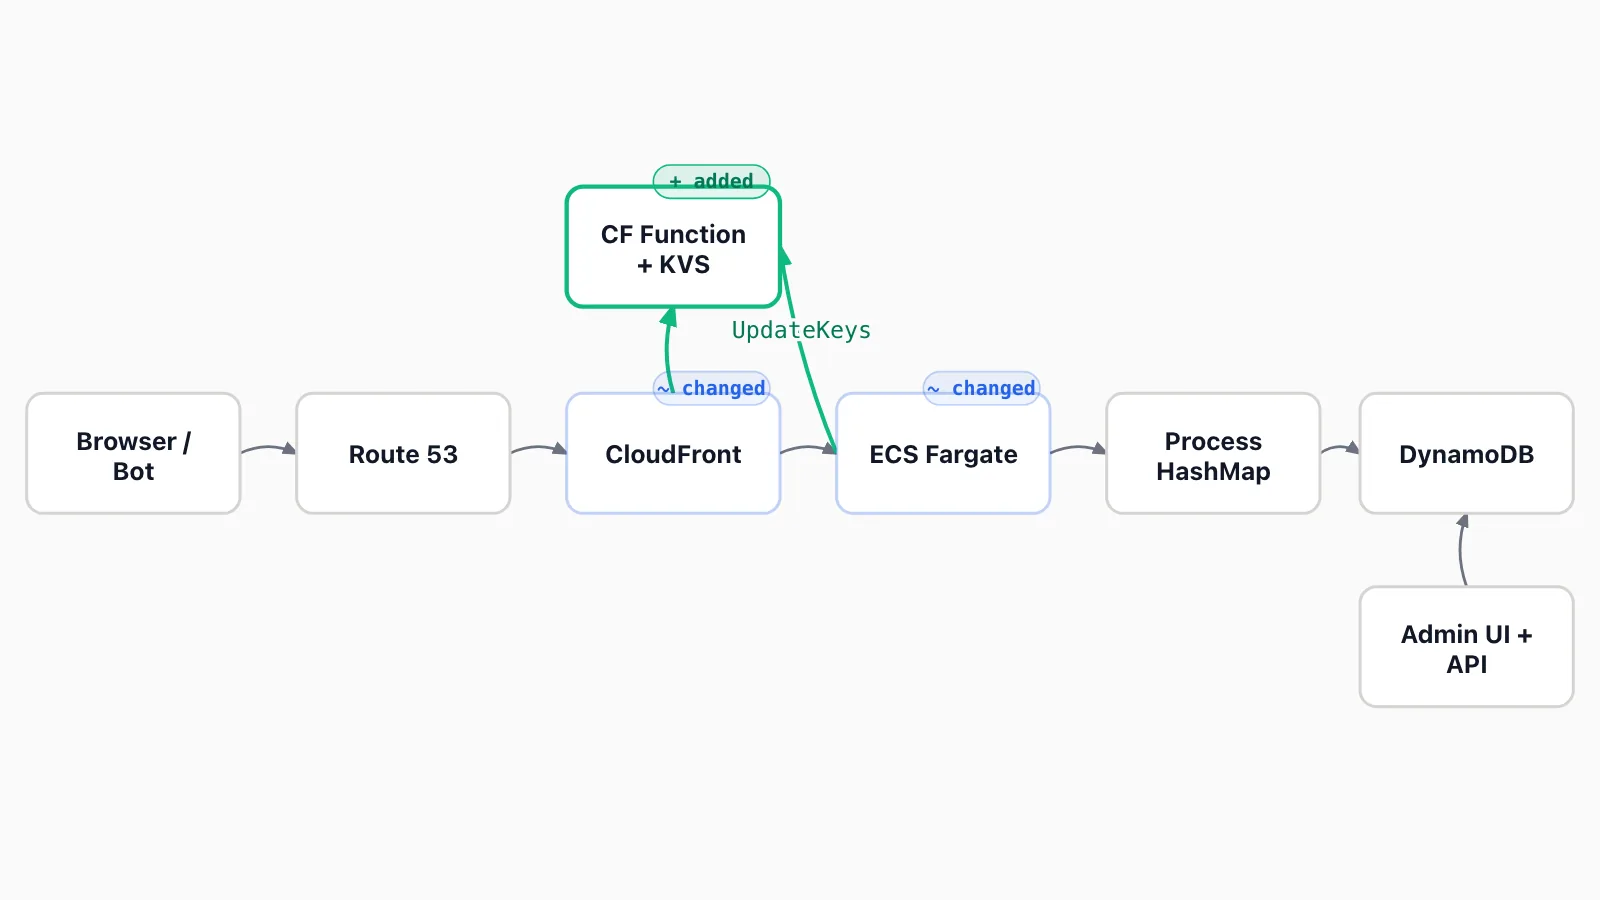 + added
CF Function
+ KVS
UpdateKeys
~ changed
~ changed
Browser /
Bot
Route 53
CloudFront
ECS Fargate
Process
HashMap
DynamoDB
Admin UI +
API